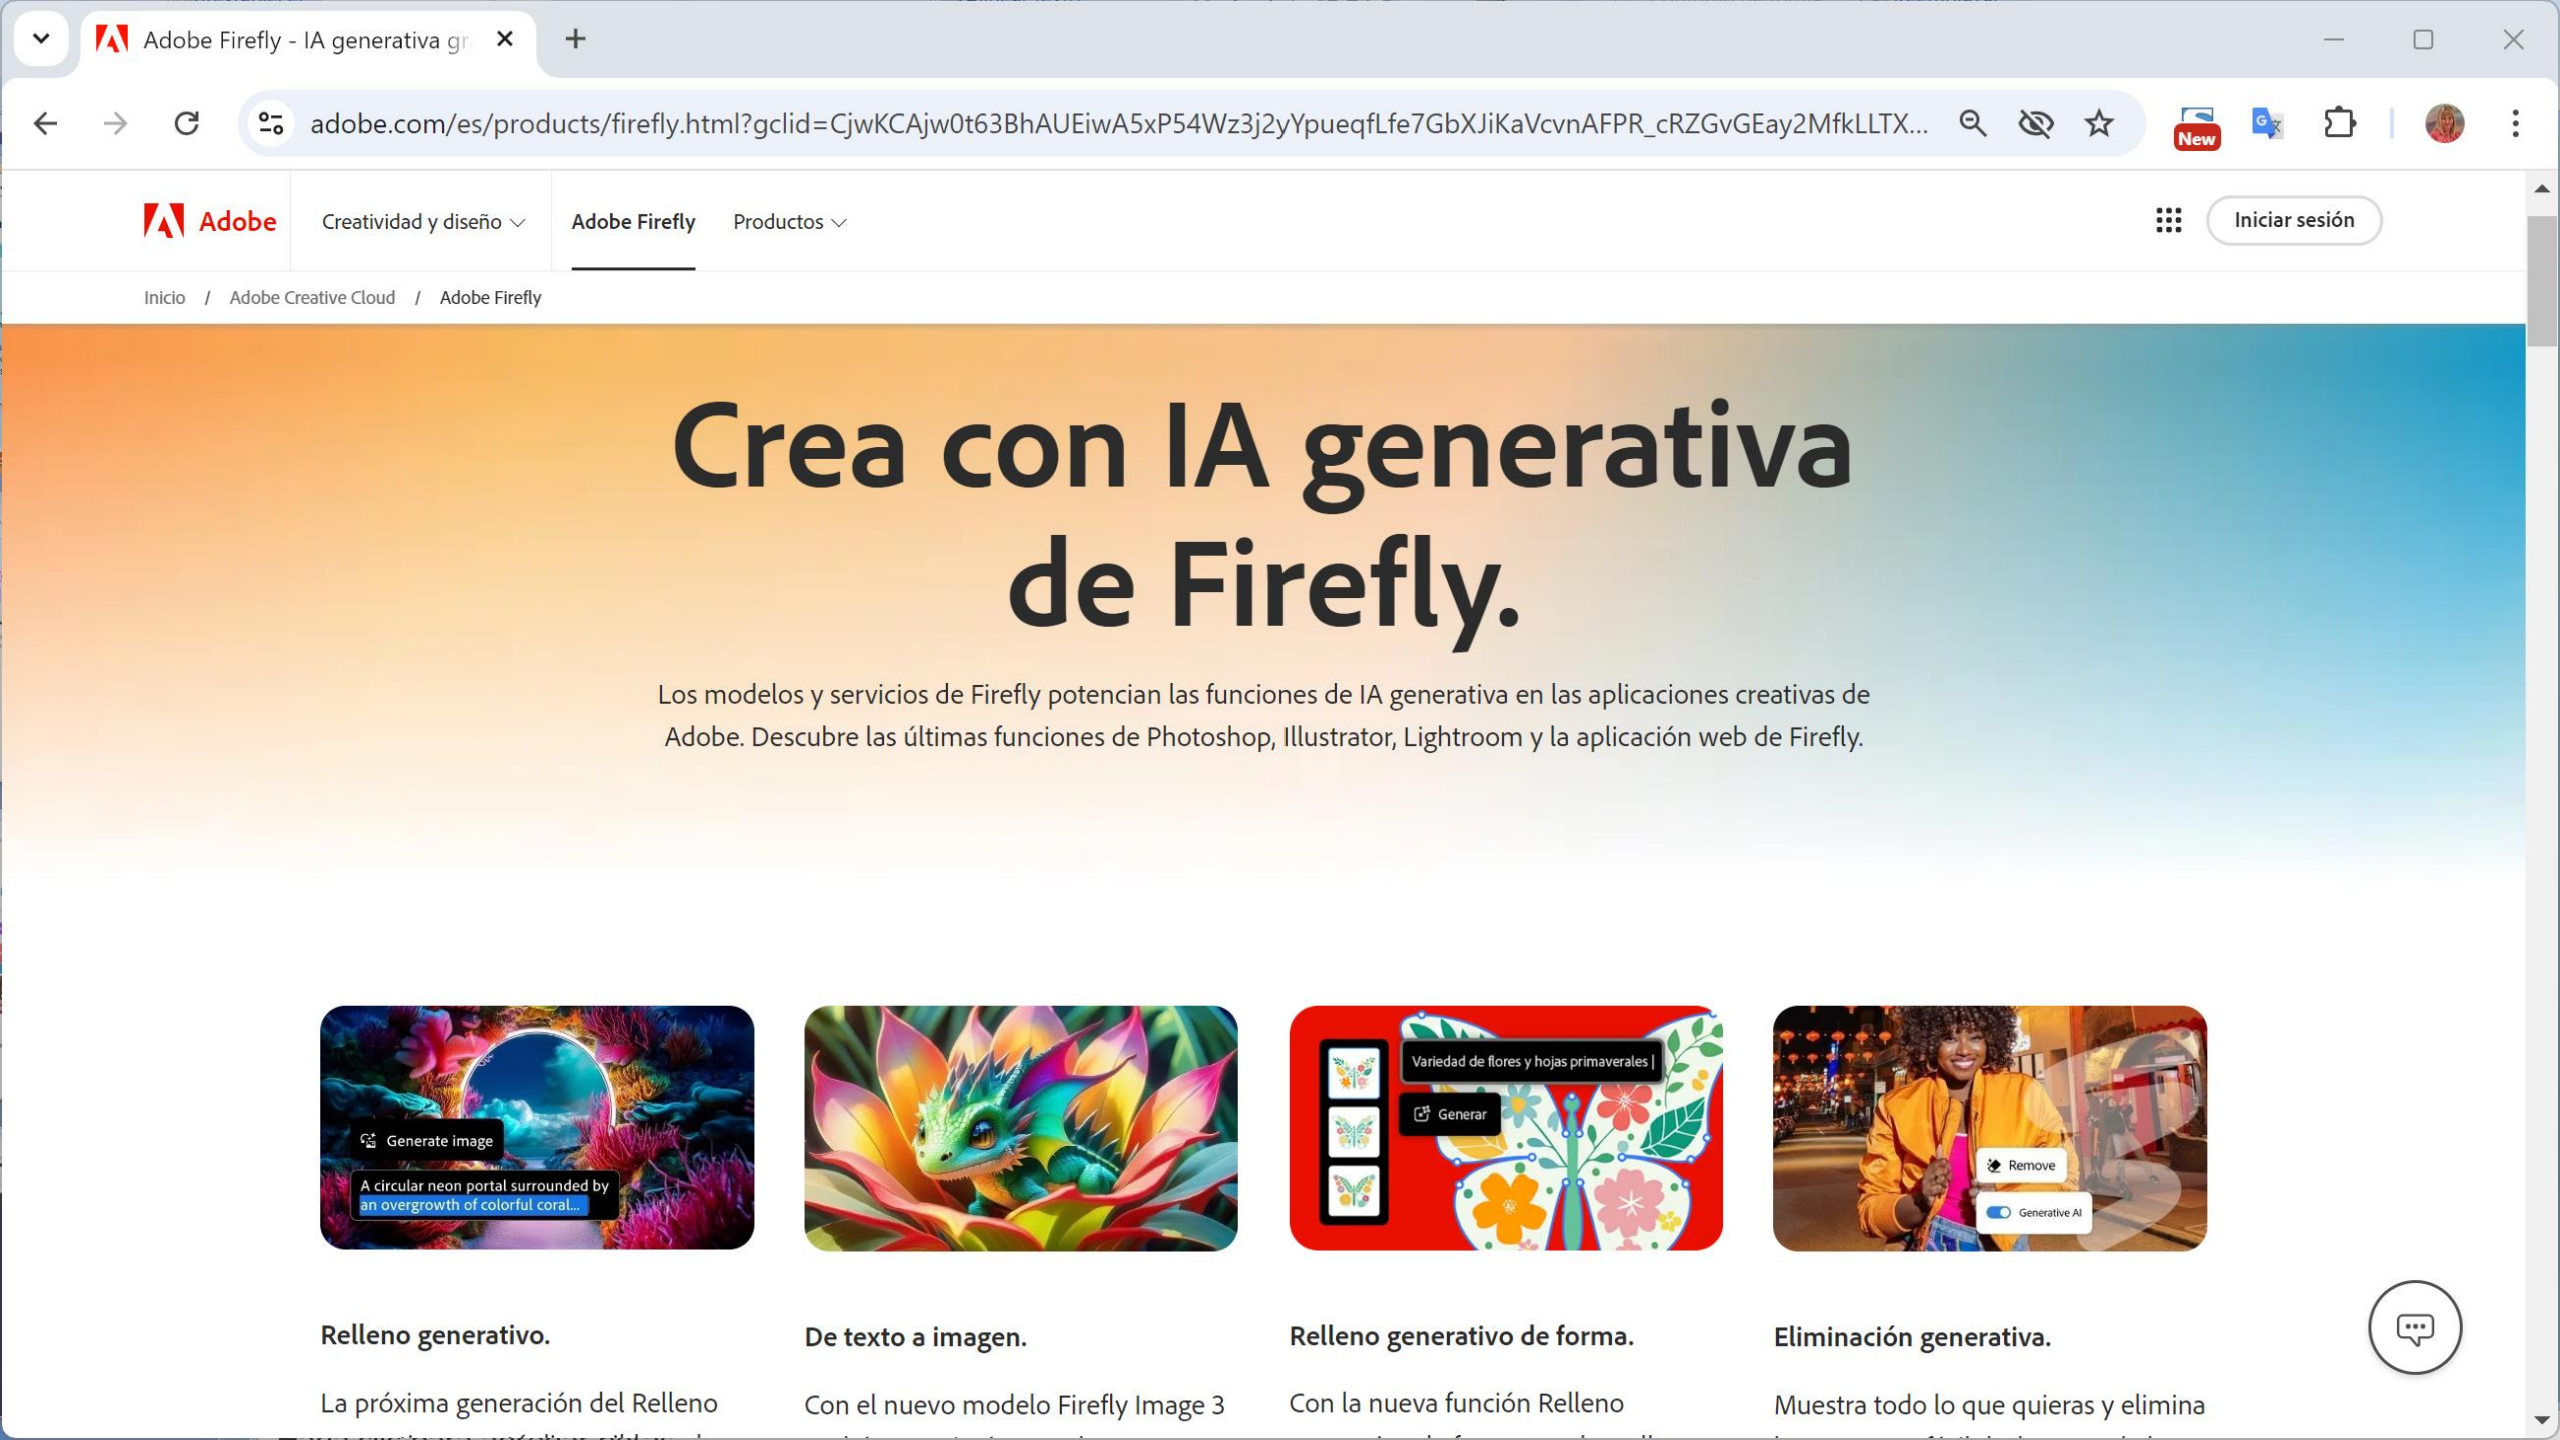 Adobe Firefly - IA generativa gr
adobe.com/es/products/firefly.html?gclid=CjwKCAjw0t63BhAUEiwA5xP54Wz3j2yYpueqfLfe7GbXJiKaVcvnAFPR_cRZGvGEay2MfkLLTX...
New
Adobe
Creatividad y diseño
Adobe Firefly
Productos
Iniciar sesión
Inicio / Adobe Creative Cloud / Adobe Firefly
Crea con IA generativa
de Firefly.
Los modelos y servicios de Firefly potencian las funciones de IA generativa en las aplicaciones creativas de
Adobe. Descubre las últimas funciones de Photoshop, Illustrator, Lightroom y la aplicación web de Firefly.
Generate image
A circular neon portal surrounded by
an overgrowth of colorful coral...
Variedad de flores y hojas primaverales
Generar
Remove
Generative AI
Relleno generativo.
La próxima generación del Relleno
De texto a imagen.
Con el nuevo modelo Firefly Image 3
Relleno generativo de forma.
Con la nueva función Relleno
Eliminación generativa.
Muestra todo lo que quieras y elimina